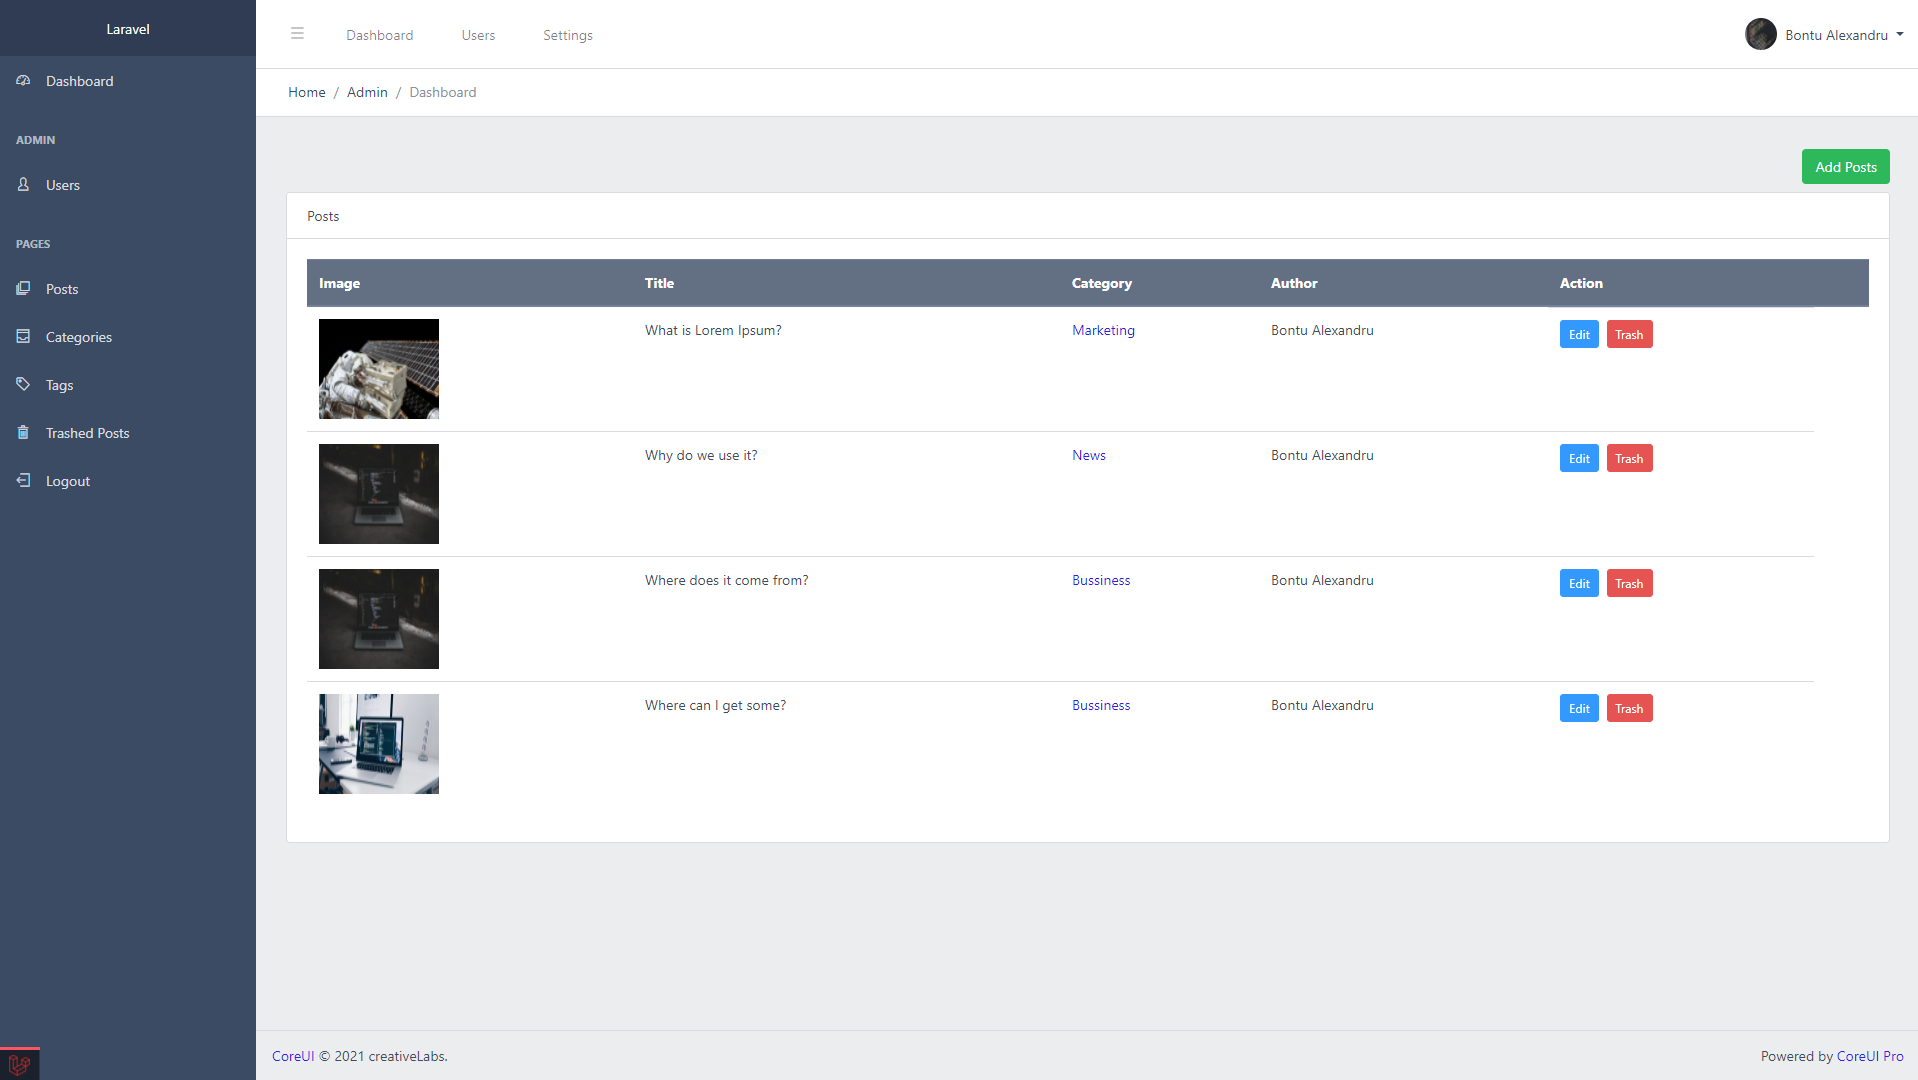 Laravel
Dashboard
ADMIN
Users
PAGES
Posts
Categories
Tags
Trashed Posts
Logout
Dashboard Users Settings
Bontu Alexandru
Home / Admin / Dashboard
Add Posts
Posts
Image Title Category Author Action
What is Lorem Ipsum? Marketing Bontu Alexandru Edit Trash
Why do we use it? News Bontu Alexandru Edit Trash
Where does it come from? Bussiness Bontu Alexandru Edit Trash
Where can I get some? Bussiness Bontu Alexandru Edit Trash
CoreUI © 2021 creativeLabs.
Powered by CoreUI Pro